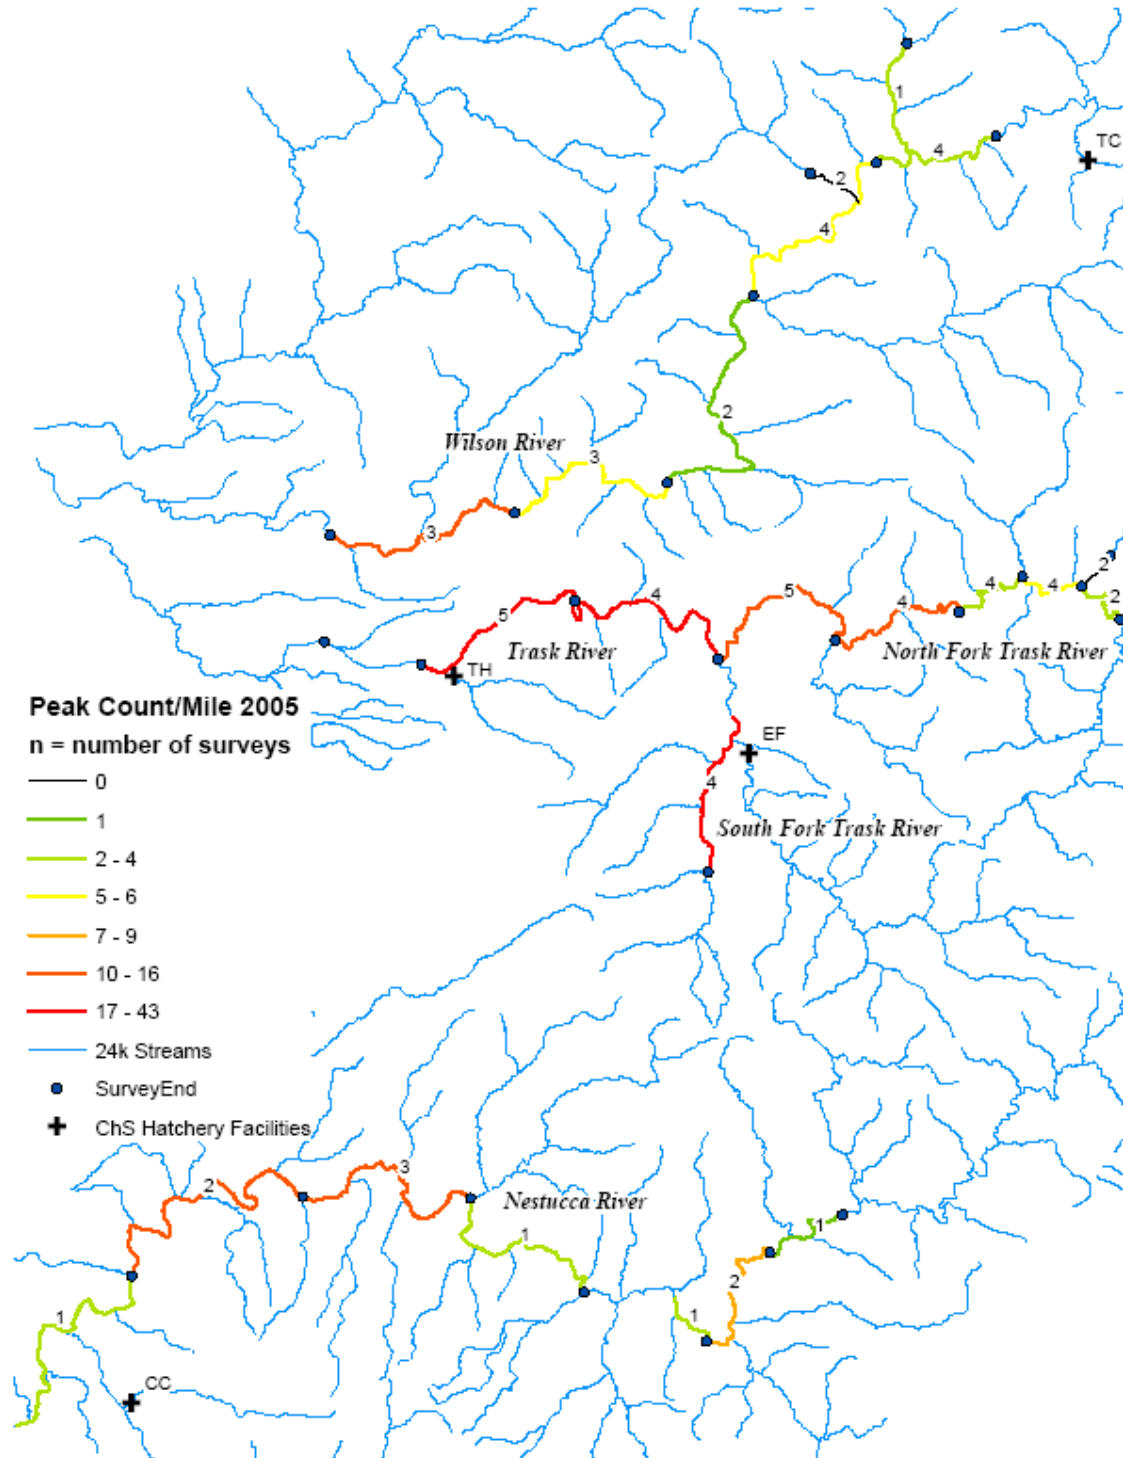 1
TC
4
2
4
2
Wilson River
3
3
2
4
4
2
5
4
5
4
Trask River
North Fork Trask River
TH
Peak Count/Mile 2005
n = number of surveys
EF
0
4
1
South Fork Trask River
2 - 4
5 - 6
7 - 9
10 - 16
17 - 43
24k Streams
SurveyEnd
ChS Hatchery Facilities
3
2
Nestucca River
1
1
2
1
1
CC